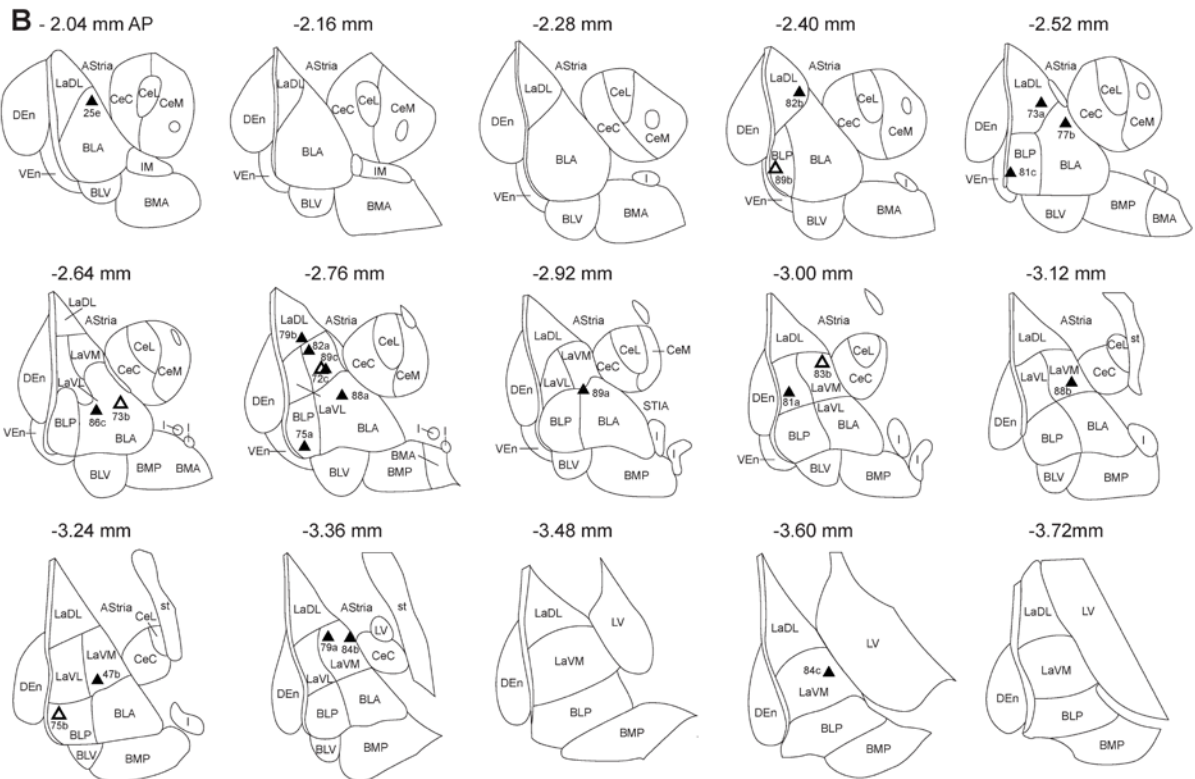 B - 2.04 mm AP
-2.16 mm
-2.28 mm
-2.40 mm
-2.52 mm
AStria
LaDL
25e
CeC
CeL
CeM
DEn
BLA
IM
VEn
BLV
BMA
AStria
LaDL
CeL
CeC
CeM
DEn
BLA
IM
VEn
BLV
BMA
AStria
LaDL
CeL
CeC
CeM
DEn
BLA
I
VEn
BLV
BMA
AStria
LaDL
82b
CeL
CeC
CeM
DEn
BLP
BLA
89b
I
VEn
BLV
BMA
AStria
LaDL
73a
77b
CeL
CeC
CeM
DEn
BLP
BLA
81c
I
VEn
BLV
BMP
BMA
-2.64 mm
-2.76 mm
-2.92 mm
-3.00 mm
-3.12 mm
LaDL
AStria
LaVM
CeL
CeC
CeM
DEn
LaVL
86c
73b
BLP
BLA
I
I
VEn
BLV
BMP
BMA
LaDL
AStria
79b
82a
89c
72c
CeL
CeC
CeM
88a
DEn
LaVL
BLP
BLA
75a
I
I
VEn
BMA
BLV
BMP
AStria
LaDL
LaVM
CeL
CeM
CeC
LaVL
DEn
89a
STIA
BLP
BLA
I
I
VEn
BLV
BMP
AStria
LaDL
CeL
83b
CeC
LaVM
DEn
81a
LaVL
BLP
BLA
I
I
VEn
BLV
BMP
AStria
LaDL
CeL
st
LaVM
CeC
LaVL
88b
DEn
BLP
BLA
I
BLV
BMP
-3.24 mm
-3.36 mm
-3.48 mm
-3.60 mm
-3.72mm
AStria
LaDL
CeL
st
LaVM
CeC
LaVL
47b
DEn
75b
BLA
BLP
I
BLV
BMP
LaDL
AStria
st
LV
79a
84b
CeC
LaVM
LaVL
DEn
BLP
BLA
BLV
BMP
LaDL
LV
LaVM
DEn
BLP
BMP
LaDL
LV
84c
LaVM
DEn
BLP
BMP
LaDL
LV
LaVM
DEn
BLP
BMP